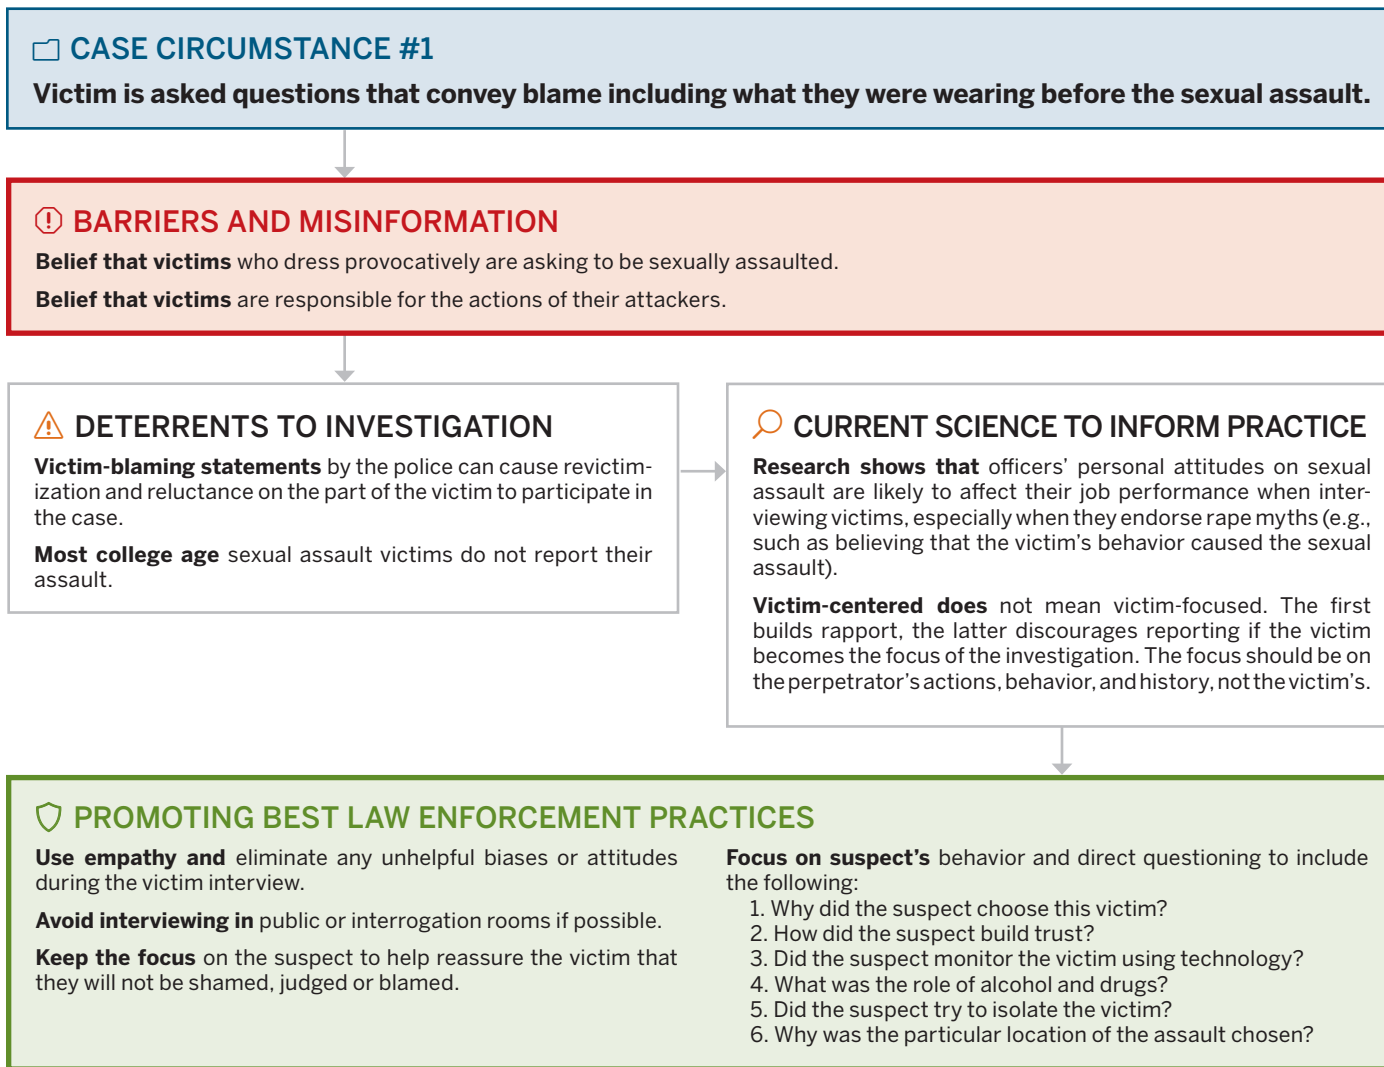 CASE CIRCUMSTANCE #1
Victim is asked questions that convey blame including what they were wearing before the sexual assault.
BARRIERS AND MISINFORMATION
Belief that victims who dress provocatively are asking to be sexually assaulted.
Belief that victims are responsible for the actions of their attackers.
DETERRENTS TO INVESTIGATION
Victim-blaming statements by the police can cause revictim-
ization and reluctance on the part of the victim to participate in
the case.
Most college age sexual assault victims do not report their
assault.
CURRENT SCIENCE TO INFORM PRACTICE
Research shows that officers’ personal attitudes on sexual
assault are likely to affect their job performance when inter-
viewing victims, especially when they endorse rape myths (e.g.,
such as believing that the victim’s behavior caused the sexual
assault).
Victim-centered does not mean victim-focused. The first
builds rapport, the latter discourages reporting if the victim
becomes the focus of the investigation. The focus should be on
the perpetrator’s actions, behavior, and history, not the victim’s.
PROMOTING BEST LAW ENFORCEMENT PRACTICES
Use empathy and eliminate any unhelpful biases or attitudes
during the victim interview.
Avoid interviewing in public or interrogation rooms if possible.
Keep the focus on the suspect to help reassure the victim that
they will not be shamed, judged or blamed.
Focus on suspect’s behavior and direct questioning to include
the following:
1. Why did the suspect choose this victim?
2. How did the suspect build trust?
3. Did the suspect monitor the victim using technology?
4. What was the role of alcohol and drugs?
5. Did the suspect try to isolate the victim?
6. Why was the particular location of the assault chosen?